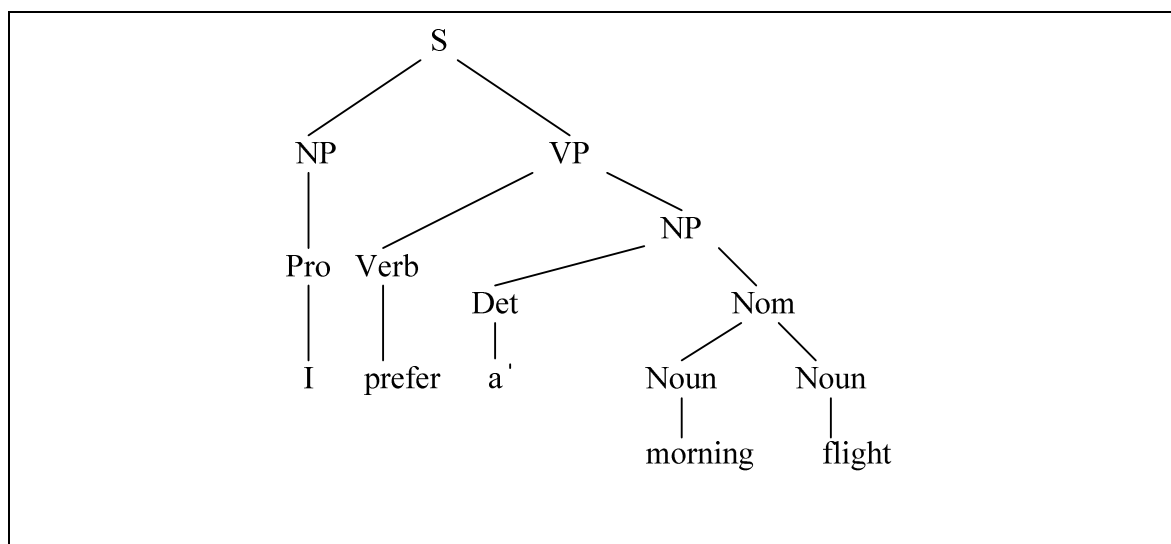 S
NP VP
NP
Pro Verb
Det Nom
I prefer a ' Noun Noun
morning flight